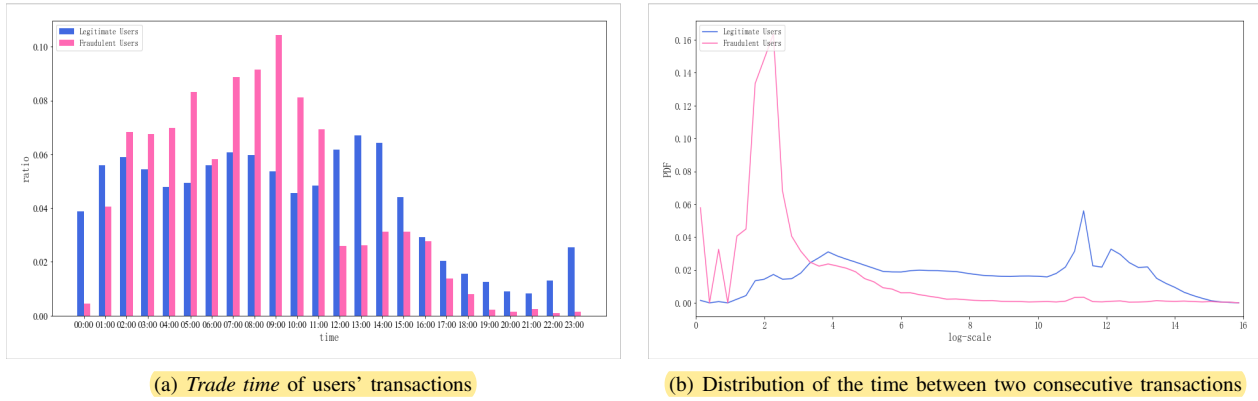 Legitimate Users
Fraudulent Users
0.10
0.08
0.06
0.04
0.02
0.00
ratio
00:00 01:00 02:00 03:00 04:00 05:00 06:00 07:00 08:00 09:00 10:00 11:00 12:00 13:00 14:00 15:00 16:00 17:00 18:00 19:00 20:00 21:00 22:00 23:00
time
(a) Trade time of users' transactions
Legitimate Users
Fraudulent Users
0.16
0.14
0.12
0.10
0.08
0.06
0.04
0.02
0.00
PDF
0 2 4 6 8 10 12 14 16
log-scale
(b) Distribution of the time between two consecutive transactions